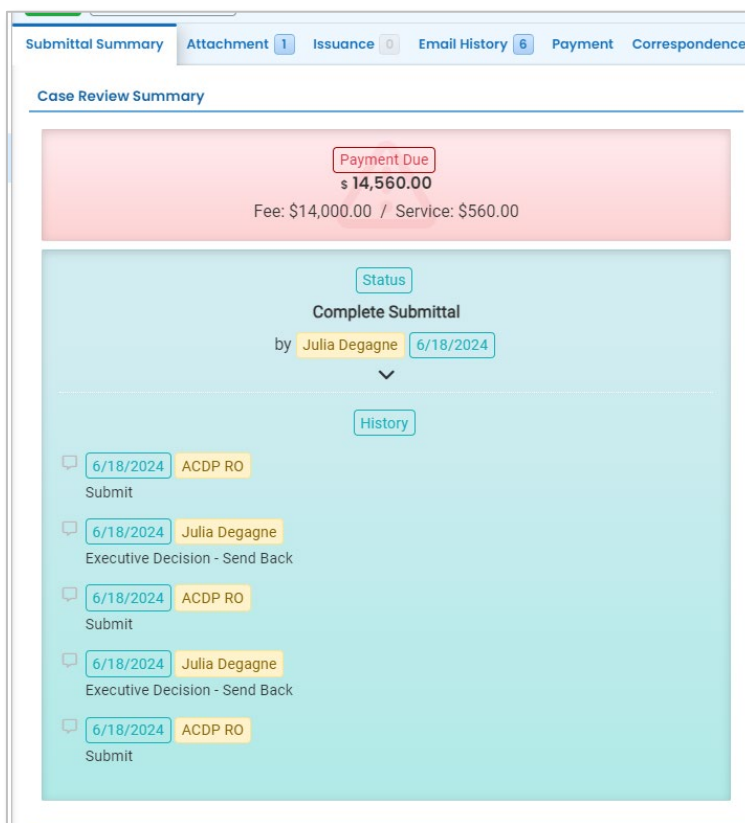 Submittal Summary Attachment 1 Issuance 0 Email History 6 Payment Correspondence
Case Review Summary
Payment Due
$ 14,560.00
Fee: $14,000.00 / Service: $560.00
Status
Complete Submittal
by Julia Degagne 6/18/2024
History
6/18/2024 ACDP RO
Submit
6/18/2024 Julia Degagne
Executive Decision - Send Back
6/18/2024 ACDP RO
Submit
6/18/2024 Julia Degagne
Executive Decision - Send Back
6/18/2024 ACDP RO
Submit